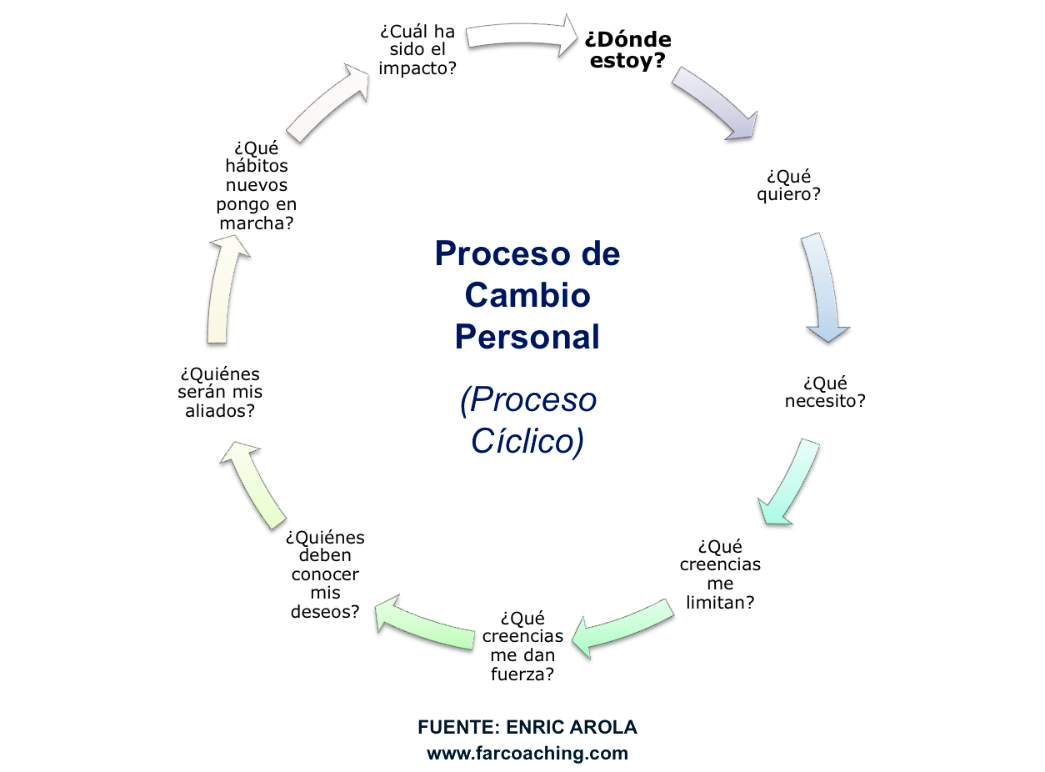 ¿Dónde
estoy?
¿Qué
quiero?
¿Qué
necesito?
¿Qué
creencias
me
limitan?
¿Qué
creencias
me dan
fuerza?
¿Quiénes
deben
conocer
mis
deseos?
¿Quiénes
serán mis
aliados?
¿Qué
hábitos
nuevos
pongo en
marcha?
¿Cuál ha
sido el
impacto?
Proceso de
Cambio
Personal
(Proceso
Cíclico)
FUENTE: ENRIC AROLA
www.farcoaching.com